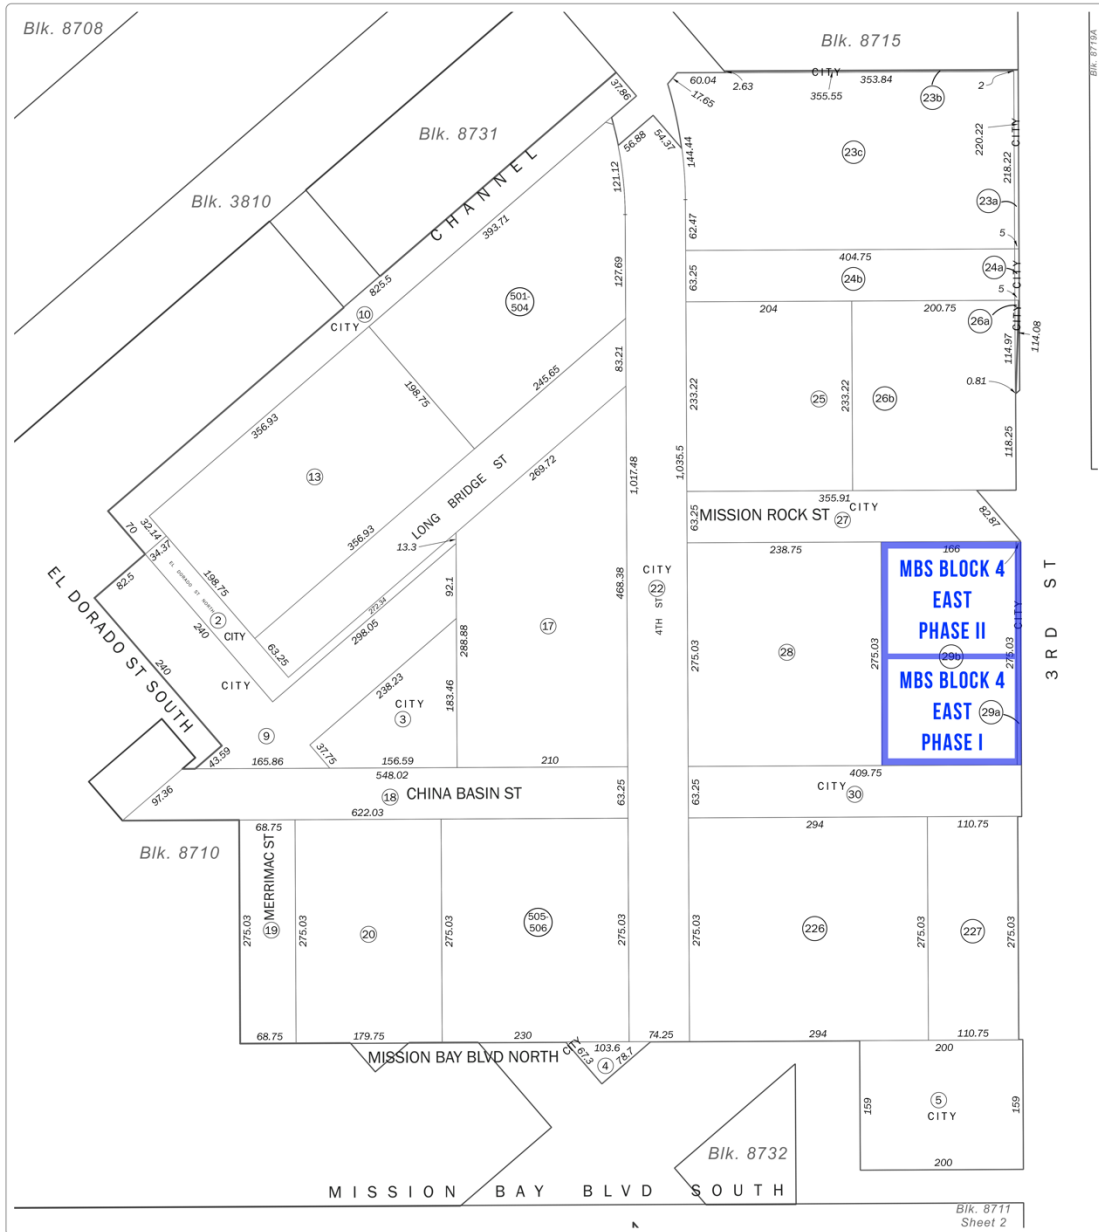 Blk. 8708
Blk. 8715
Blk. 8719A
Blk. 8731
Blk. 3810
CHANNEL
37.86
60.04
17.65
2.63
CITY
355.55
353.84
23b
2
220.22
CITY
218.22
23c
23a
5
56.88
54.37
144.44
121.12
62.47
393.71
825.5
10
CITY
501-
504
127.69
404.75
63.25
24b
24a
CITY
5
204
200.75
26a
CITY
114.97
114.08
0.81
83.21
245.65
198.75
356.93
233.22
25
233.22
26b
118.25
13
269.72
LONG BRIDGE ST
356.93
13.3
1,017.48
1,035.5
355.91
CITY
MISSION ROCK ST
27
63.25
82.87
70
32.14
34.37
82.5
EL DORADO ST NORTH
198.75
2
CITY
240
63.25
272.34
298.05
92.1
288.88
468.38
CITY
22
4TH ST
238.75
166
275.03
28
275.03
MBS BLOCK 4
EAST
PHASE II
CITY
275.03
29b
MBS BLOCK 4
EAST
PHASE I
29a
3RD ST
EL DORADO ST SOUTH
240
CITY
17
238.23
CITY
3
183.46
9
43.59
165.86
37.75
156.59
210
548.02
97.36
18
CHINA BASIN ST
622.03
63.25
63.25
409.75
CITY
30
Blk. 8710
68.75
MERRIMAC ST
275.03
19
275.03
20
275.03
505-
506
275.03
275.03
294
226
275.03
110.75
227
275.03
68.75
179.75
230
74.25
294
110.75
MISSION BAY BLVD NORTH
CITY
67.3
103.6
4
78.7
200
159
5
CITY
159
200
Blk. 8732
MISSION BAY BLVD SOUTH
Blk. 8711
Sheet 2